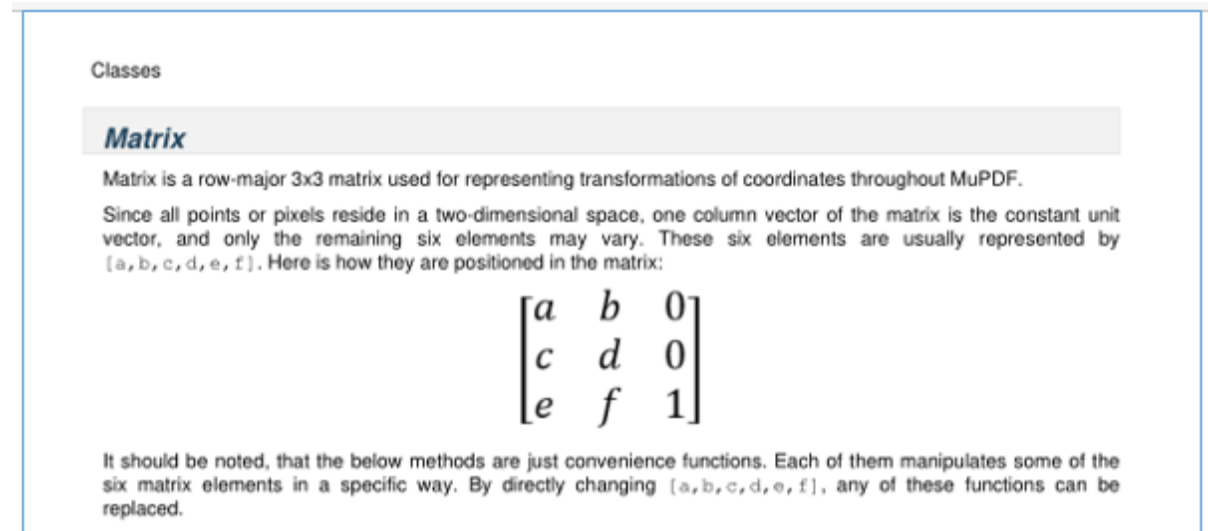 Classes
Matrix
Matrix is a row-major 3x3 matrix used for representing transformations of coordinates throughout MuPDF.
Since all points or pixels reside in a two-dimensional space, one column vector of the matrix is the constant unit
vector, and only the remaining six elements may vary. These six elements are usually represented by
[a,b,c,d,e,f]. Here is how they are positioned in the matrix:
a b 0
c d 0
e f 1
It should be noted, that the below methods are just convenience functions. Each of them manipulates some of the
six matrix elements in a specific way. By directly changing [a,b,c,d,e,f], any of these functions can be
replaced.